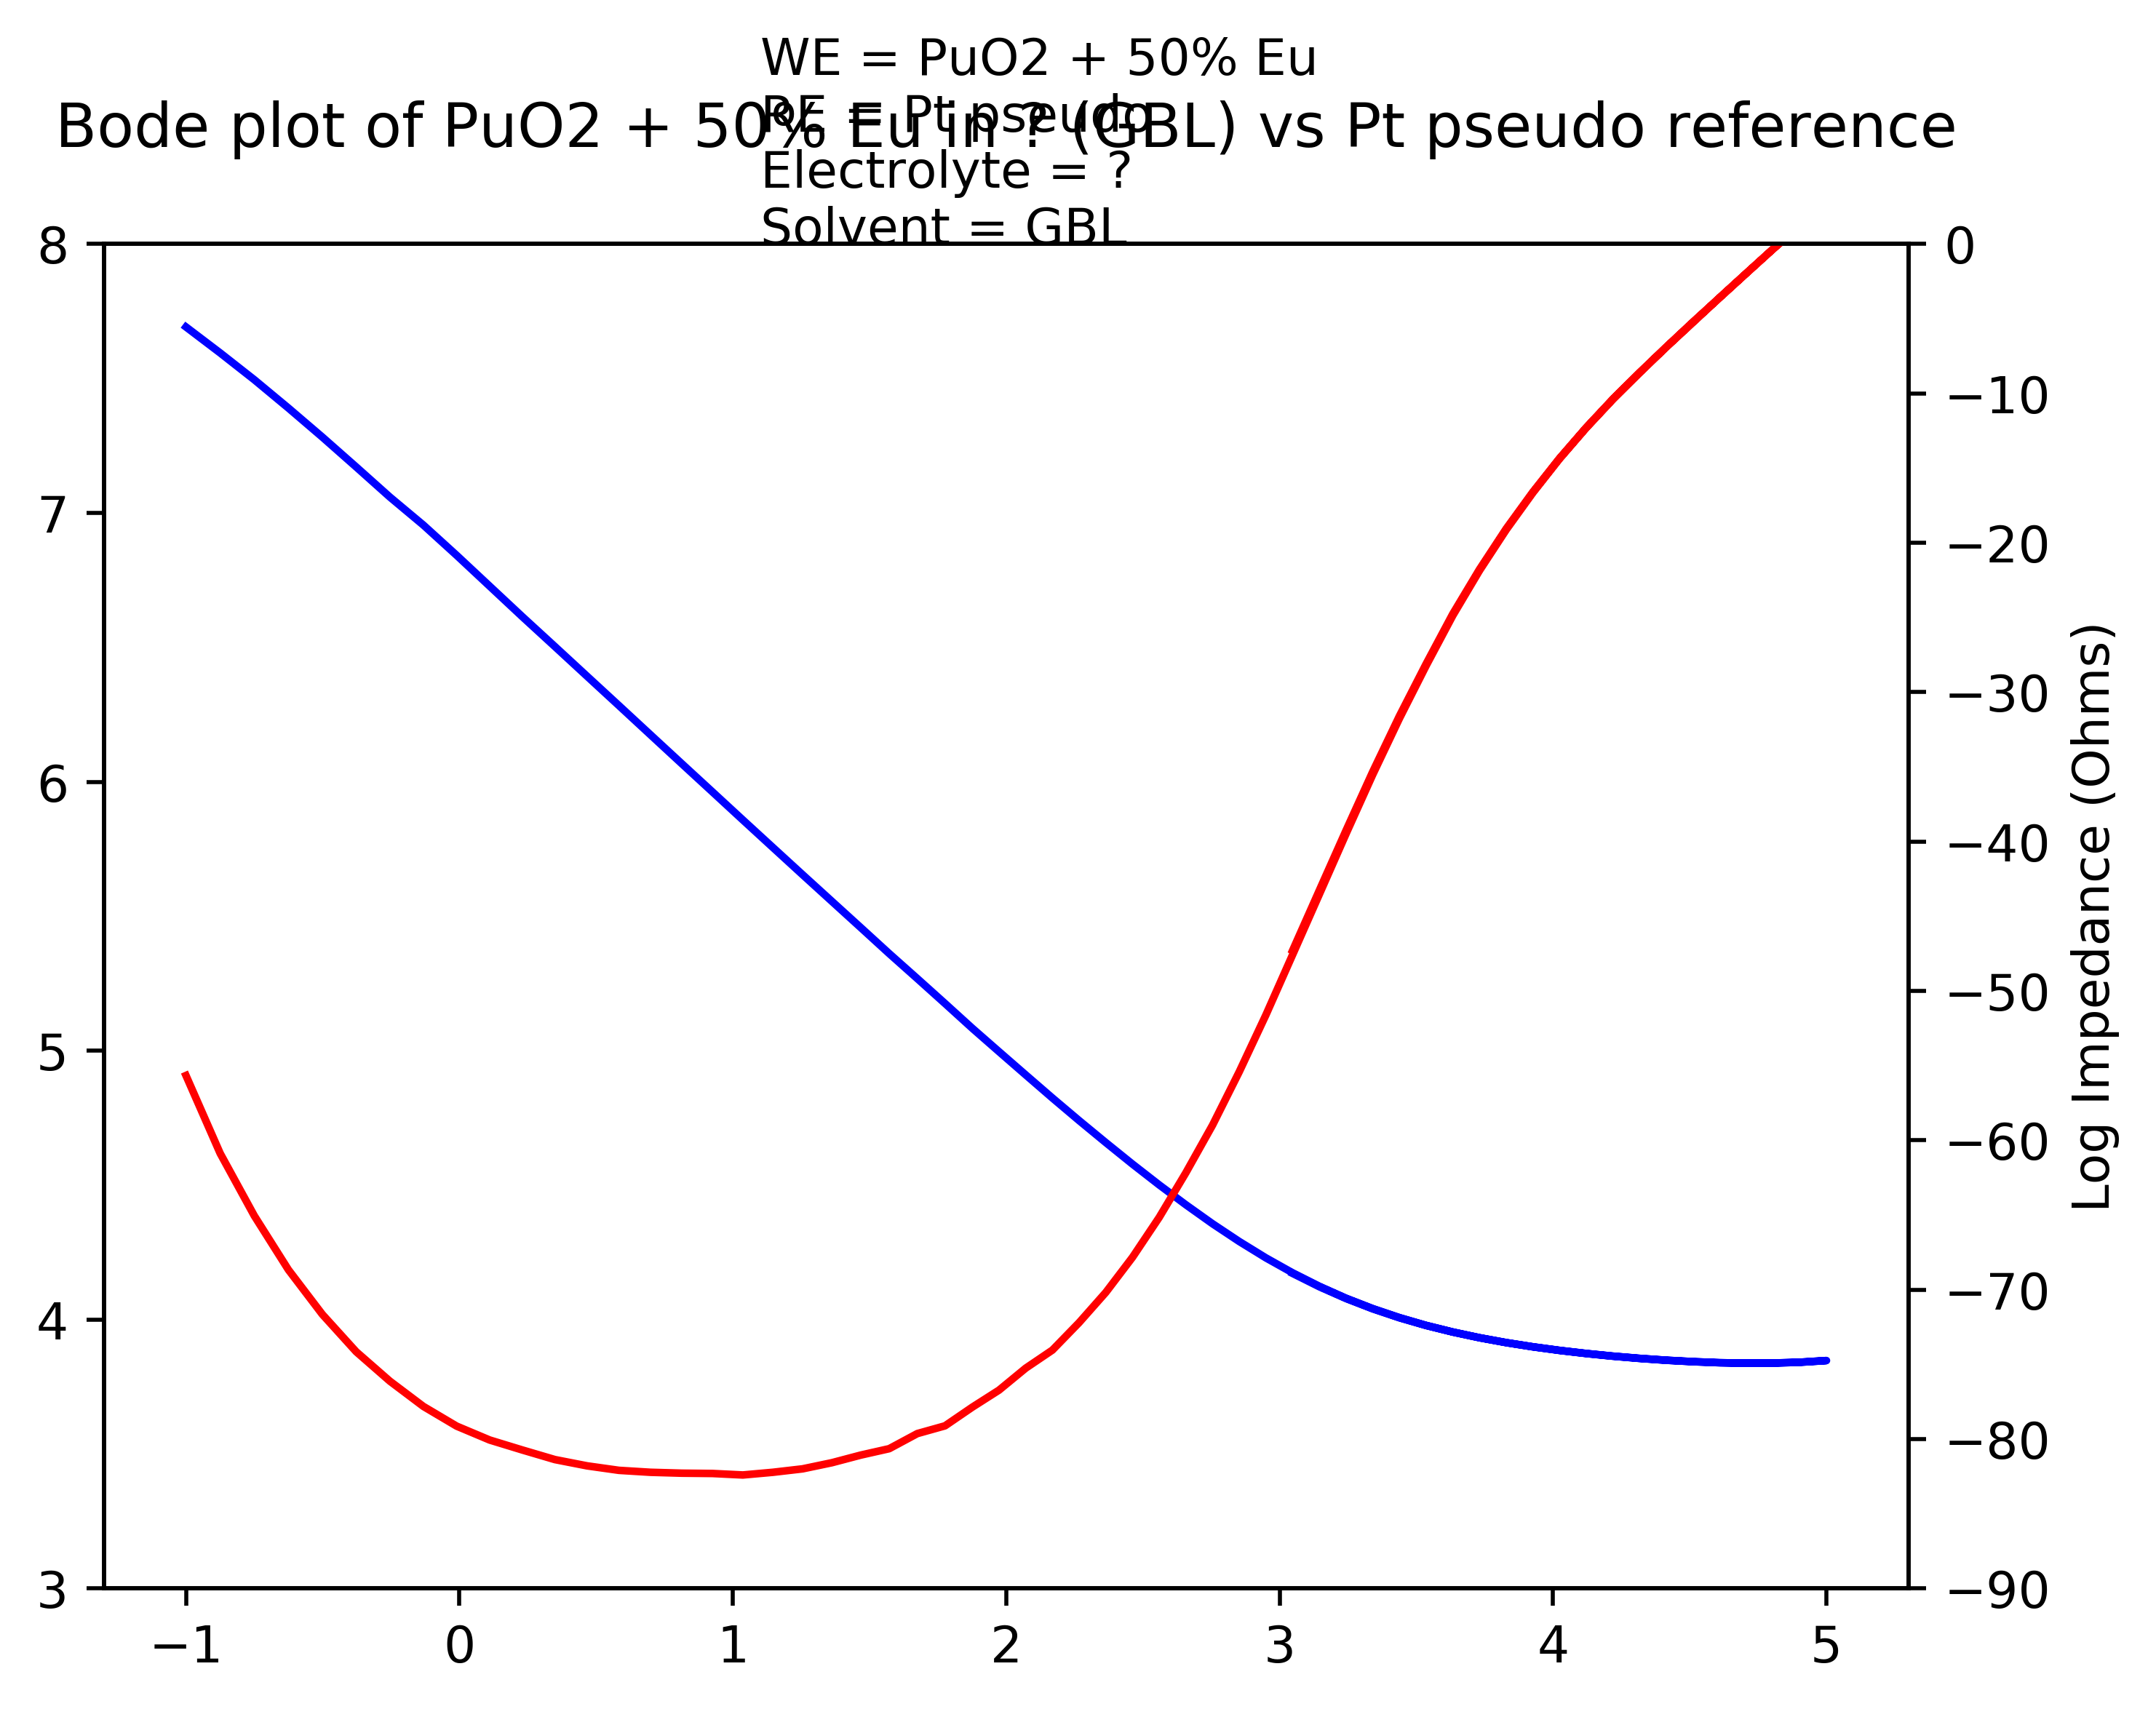 WE = PuO2 + 50% Eu
RE = Pt pseudo
Bode plot of PuO2 + 50% Eu in ? (GBL) vs Pt pseudo reference
Electrolyte = ?
Solvent = GBL
8
7
6
5
4
3
0
−10
−20
−30
−40
−50
−60
−70
−80
−90
Log Impedance (Ohms)
−1 0 1 2 3 4 5